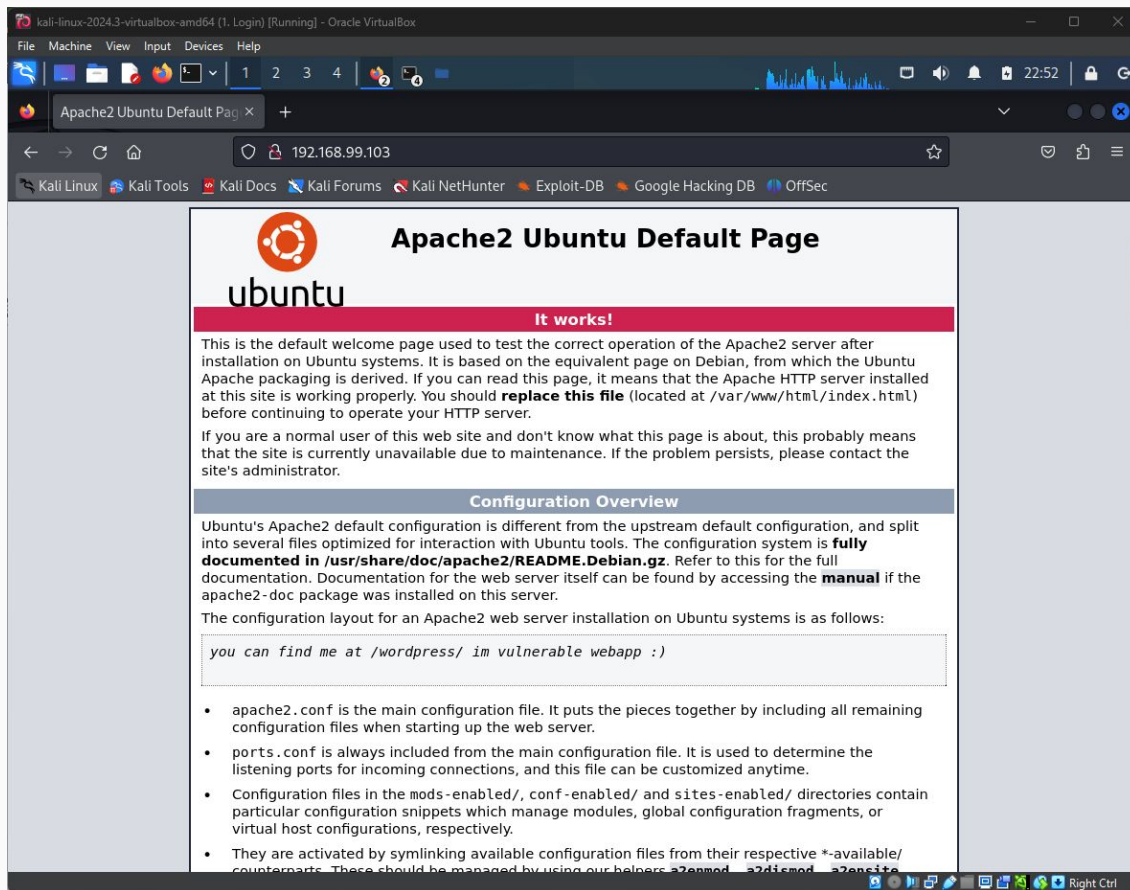 kali-linux-2024.3-virtualbox-amd64 (1. Login) [Running] - Oracle VirtualBox
File Machine View Input Devices Help
1 2 3 4 2 4 22:52
Apache2 Ubuntu Default Pag
192.168.99.103
Kali Linux Kali Tools Kali Docs Kali Forums Kali NetHunter Exploit-DB Google Hacking DB OffSec
ubuntu
Apache2 Ubuntu Default Page
It works!
This is the default welcome page used to test the correct operation of the Apache2 server after
installation on Ubuntu systems. It is based on the equivalent page on Debian, from which the Ubuntu
Apache packaging is derived. If you can read this page, it means that the Apache HTTP server installed
at this site is working properly. You should replace this file (located at /var/www/html/index.html)
before continuing to operate your HTTP server.
If you are a normal user of this web site and don't know what this page is about, this probably means
that the site is currently unavailable due to maintenance. If the problem persists, please contact the
site's administrator.
Configuration Overview
Ubuntu's Apache2 default configuration is different from the upstream default configuration, and split
into several files optimized for interaction with Ubuntu tools. The configuration system is fully
documented in /usr/share/doc/apache2/README.Debian.gz. Refer to this for the full
documentation. Documentation for the web server itself can be found by accessing the manual if the
apache2-doc package was installed on this server.
The configuration layout for an Apache2 web server installation on Ubuntu systems is as follows:
you can find me at /wordpress/ im vulnerable webapp :)
• apache2.conf is the main configuration file. It puts the pieces together by including all remaining
configuration files when starting up the web server.
• ports.conf is always included from the main configuration file. It is used to determine the
listening ports for incoming connections, and this file can be customized anytime.
• Configuration files in the mods-enabled/, conf-enabled/ and sites-enabled/ directories contain
particular configuration snippets which manage modules, global configuration fragments, or
virtual host configurations, respectively.
• They are activated by symlinking available configuration files from their respective *-available/
counterparts. These should be managed by using our helpers a2enmod, a2dismod, a2ensite,
Right Ctrl